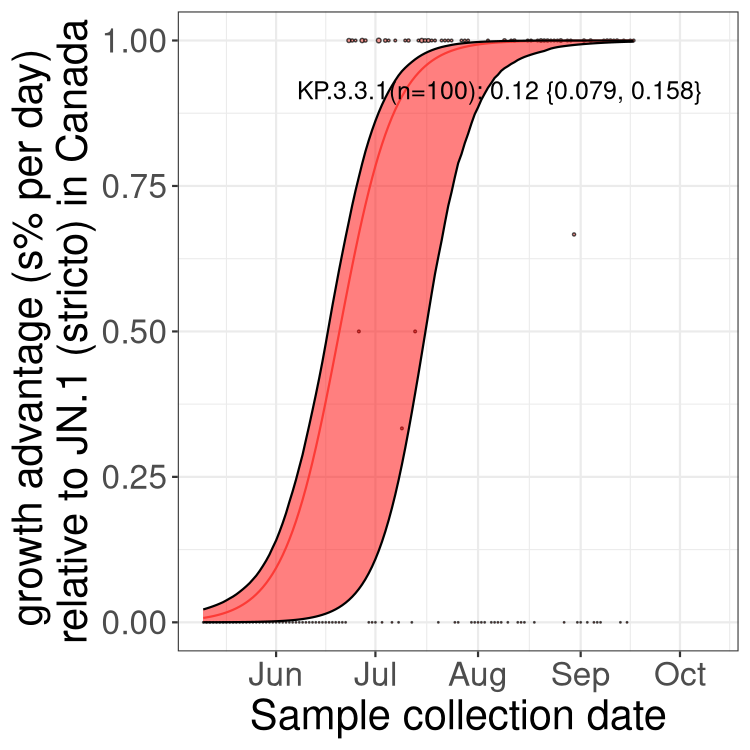 growth advantage (s% per day)
relative to JN.1 (stricto) in Canada
1.00
0.75
0.50
0.25
0.00
KP.3.3.1(n=100): 0.12 {0.079, 0.158}
Jun Jul Aug Sep Oct
Sample collection date